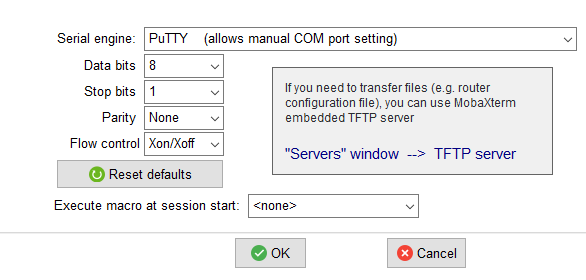 Serial engine: PuTTY (allows manual COM port setting)
Data bits 8
Stop bits 1
Parity None
Flow control Xon/Xoff
Reset defaults
If you need to transfer files (e.g. router
configuration file), you can use MobaXterm
embedded TFTP server
"Servers" window --> TFTP server
Execute macro at session start: <none>
OK Cancel